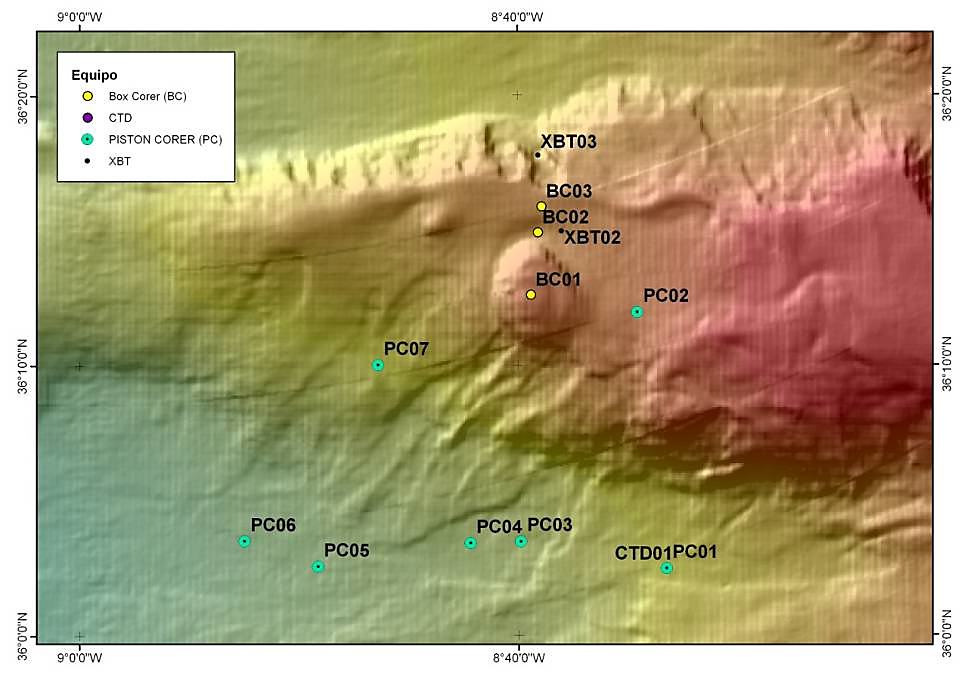 9°0'0"W
8°40'0"W
36°20'0"N
36°20'0"N
Equipo
Box Corer (BC)
CTD
PISTON CORER (PC)
XBT
XBT03
BC03
BC02
XBT02
BC01
PC02
PC07
36°10'0"N
36°10'0"N
PC06
PC05
PC04
PC03
CTD01
PC01
36°0'0"N
36°0'0"N
9°0'0"W
8°40'0"W